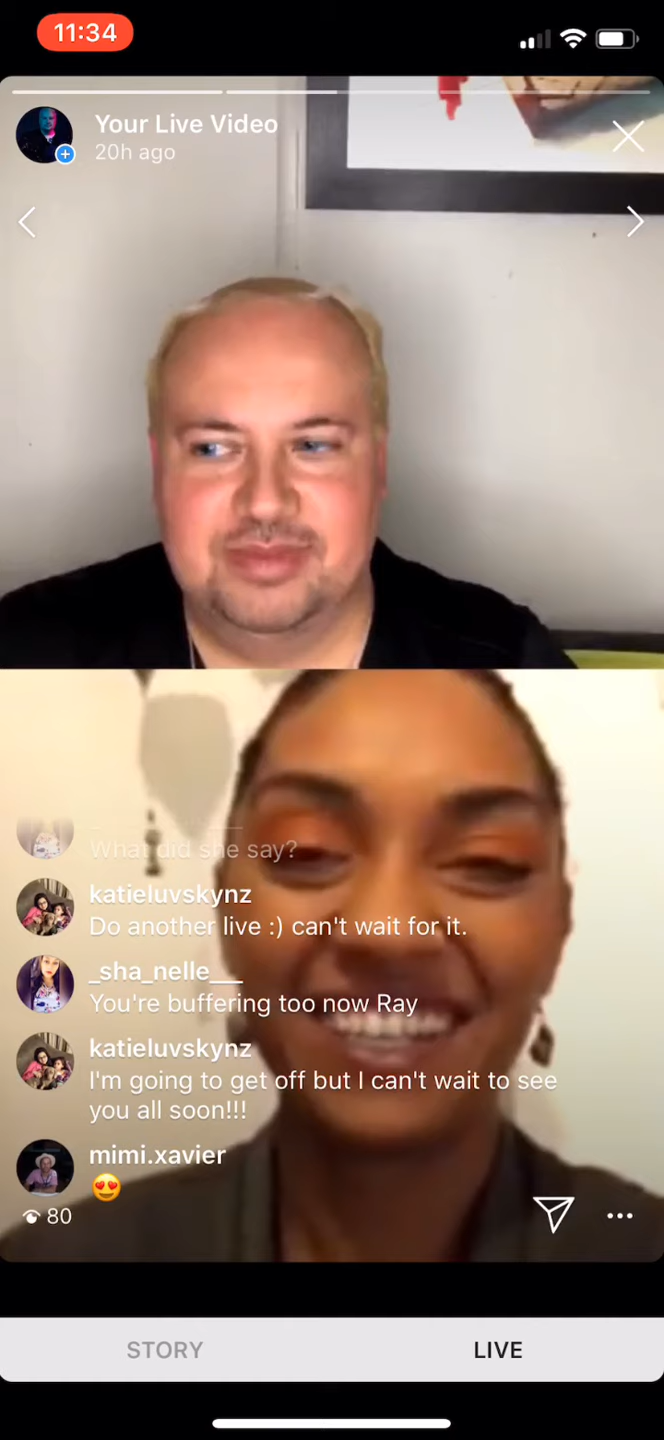 11:34
Your Live Video
20h ago
What did she say?
katieluvskynz
Do another live :) can't wait for it.
_sha_nelle__
You're buffering too now Ray
katieluvskynz
I'm going to get off but I can't wait to see
you all soon!!!
mimi.xavier
😍
80
STORY
LIVE